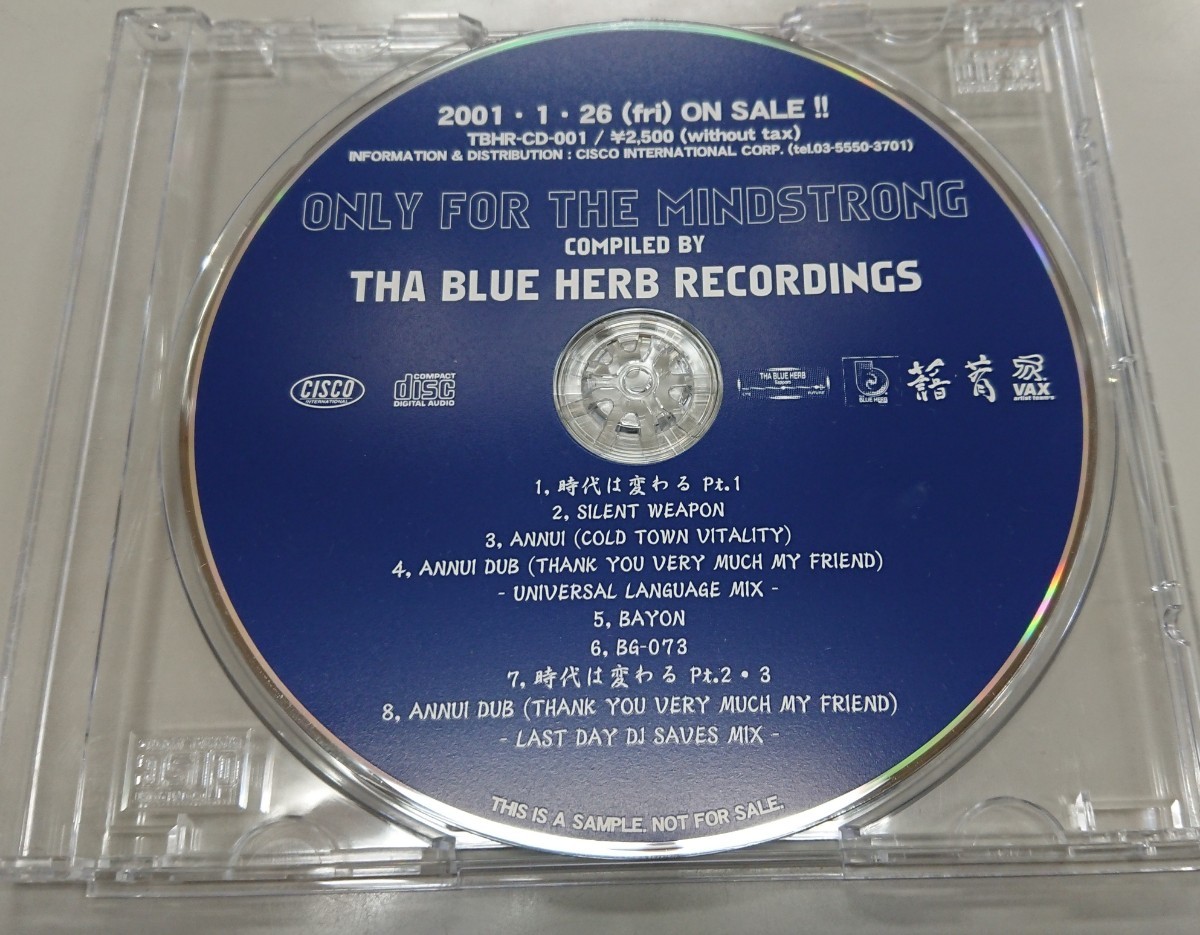 2001・1・26 (fri) ON SALE !!
TBHR-CD-001 / ¥2,500 (without tax)
INFORMATION & DISTRIBUTION : CISCO INTERNATIONAL CORP. (tel.03-5550-3701)
ONLY FOR THE MINDSTRONG
COMPILED BY
THA BLUE HERB RECORDINGS
CISCO
INTERNATIONAL
COMPACT
disc
DIGITAL AUDIO
THA BLUE HERB
BLUE HERB
VAX
1, 時代は変わる Pt.1
2, SILENT WEAPON
3, ANNUI (COLD TOWN VITALITY)
4, ANNUI DUB (THANK YOU VERY MUCH MY FRIEND)
- UNIVERSAL LANGUAGE MIX -
5, BAYON
6, BG-073
7, 時代は変わる Pt.2・3
8, ANNUI DUB (THANK YOU VERY MUCH MY FRIEND)
- LAST DAY DJ SAVES MIX -
THIS IS A SAMPLE. NOT FOR SALE.